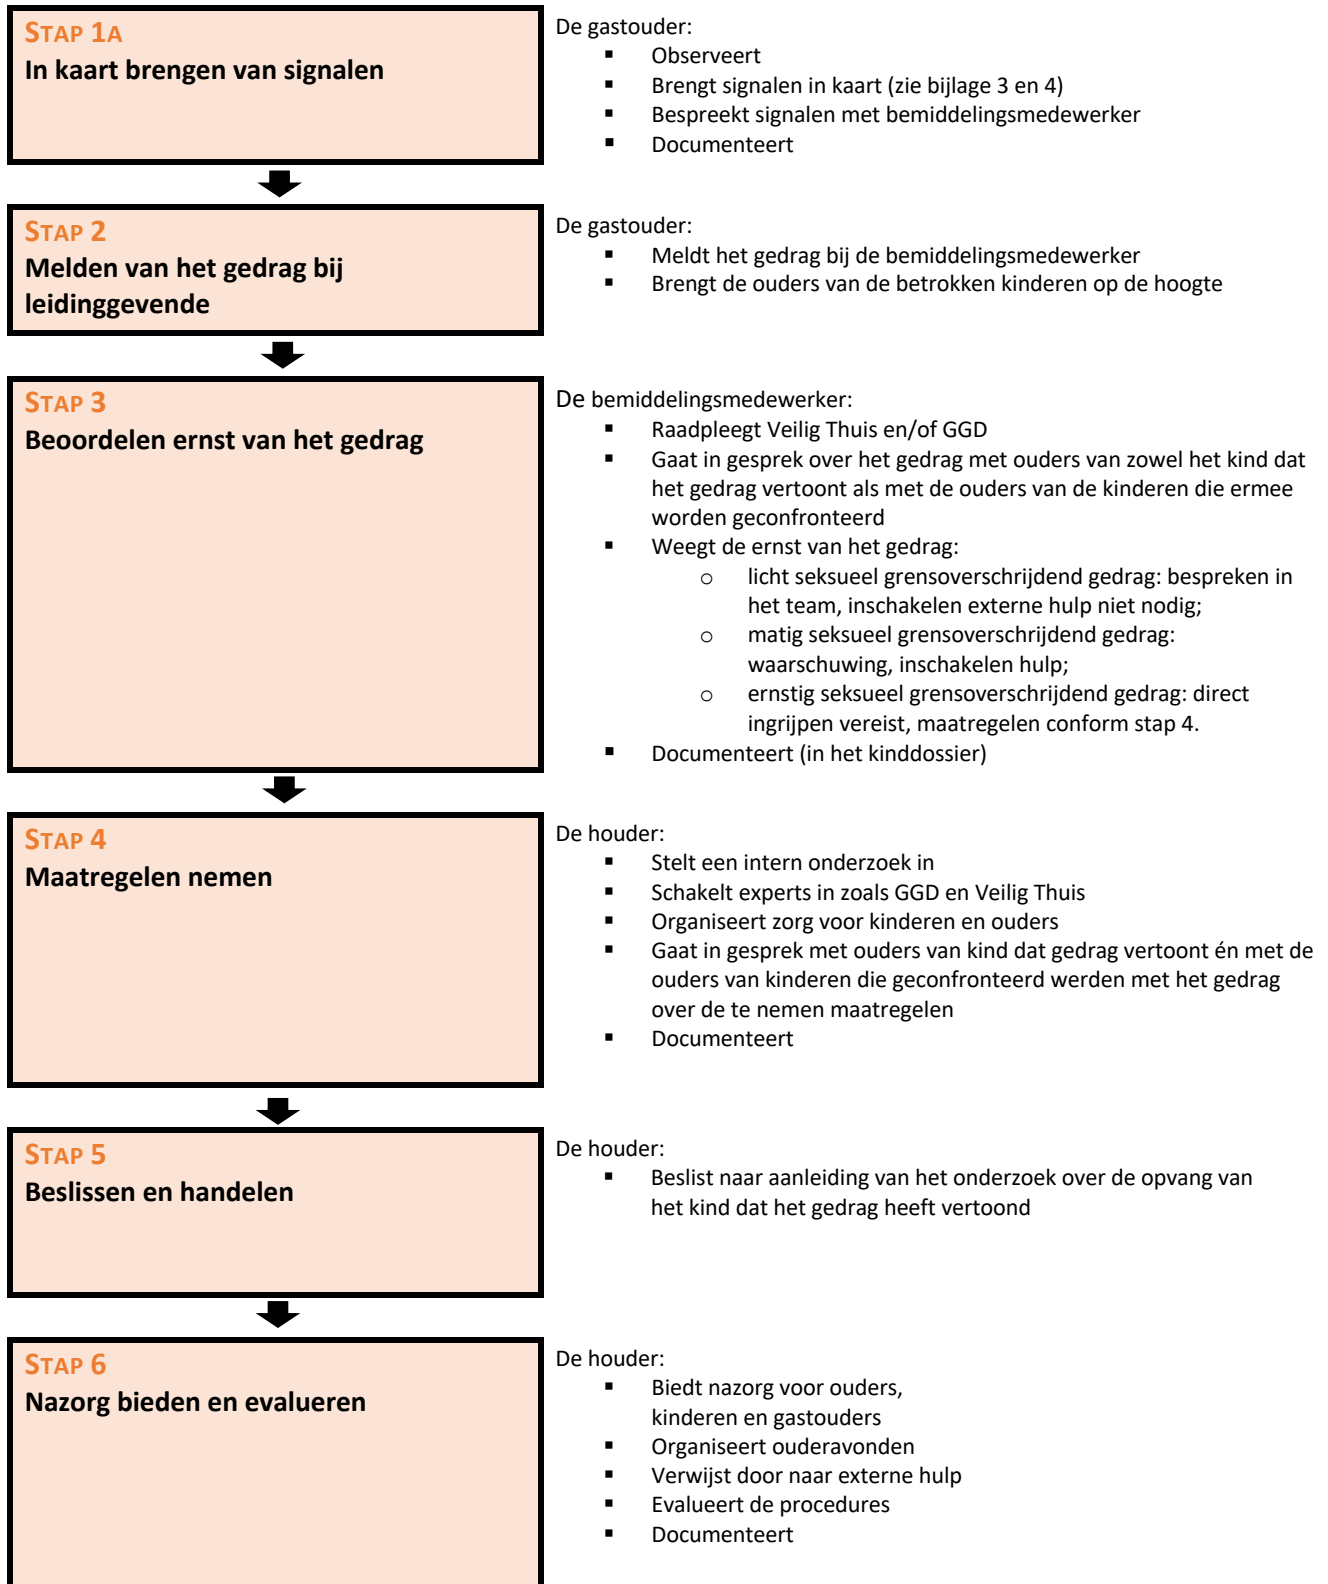 STAP 1A
In kaart brengen van signalen
De gastouder:
▪ Observeert
▪ Brengt signalen in kaart (zie bijlage 3 en 4)
▪ Bespreekt signalen met bemiddelingsmedewerker
▪ Documenteert
STAP 2
Melden van het gedrag bij
leidinggevende
De gastouder:
▪ Meldt het gedrag bij de bemiddelingsmedewerker
▪ Brengt de ouders van de betrokken kinderen op de hoogte
STAP 3
Beoordelen ernst van het gedrag
De bemiddelingsmedewerker:
▪ Raadpleegt Veilig Thuis en/of GGD
▪ Gaat in gesprek over het gedrag met ouders van zowel het kind dat
het gedrag vertoont als met de ouders van de kinderen die ermee
worden geconfronteerd
▪ Weegt de ernst van het gedrag:
o licht seksueel grensoverschrijdend gedrag: bespreken in
het team, inschakelen externe hulp niet nodig;
o matig seksueel grensoverschrijdend gedrag:
waarschuwing, inschakelen hulp;
o ernstig seksueel grensoverschrijdend gedrag: direct
ingrijpen vereist, maatregelen conform stap 4.
▪ Documenteert (in het kinddossier)
STAP 4
Maatregelen nemen
De houder:
▪ Stelt een intern onderzoek in
▪ Schakelt experts in zoals GGD en Veilig Thuis
▪ Organiseert zorg voor kinderen en ouders
▪ Gaat in gesprek met ouders van kind dat gedrag vertoont én met de
ouders van kinderen die geconfronteerd werden met het gedrag
over de te nemen maatregelen
▪ Documenteert
STAP 5
Beslissen en handelen
De houder:
▪ Beslist naar aanleiding van het onderzoek over de opvang van
het kind dat het gedrag heeft vertoond
STAP 6
Nazorg bieden en evalueren
De houder:
▪ Biedt nazorg voor ouders,
kinderen en gastouders
▪ Organiseert ouderavonden
▪ Verwijst door naar externe hulp
▪ Evalueert de procedures
▪ Documenteert